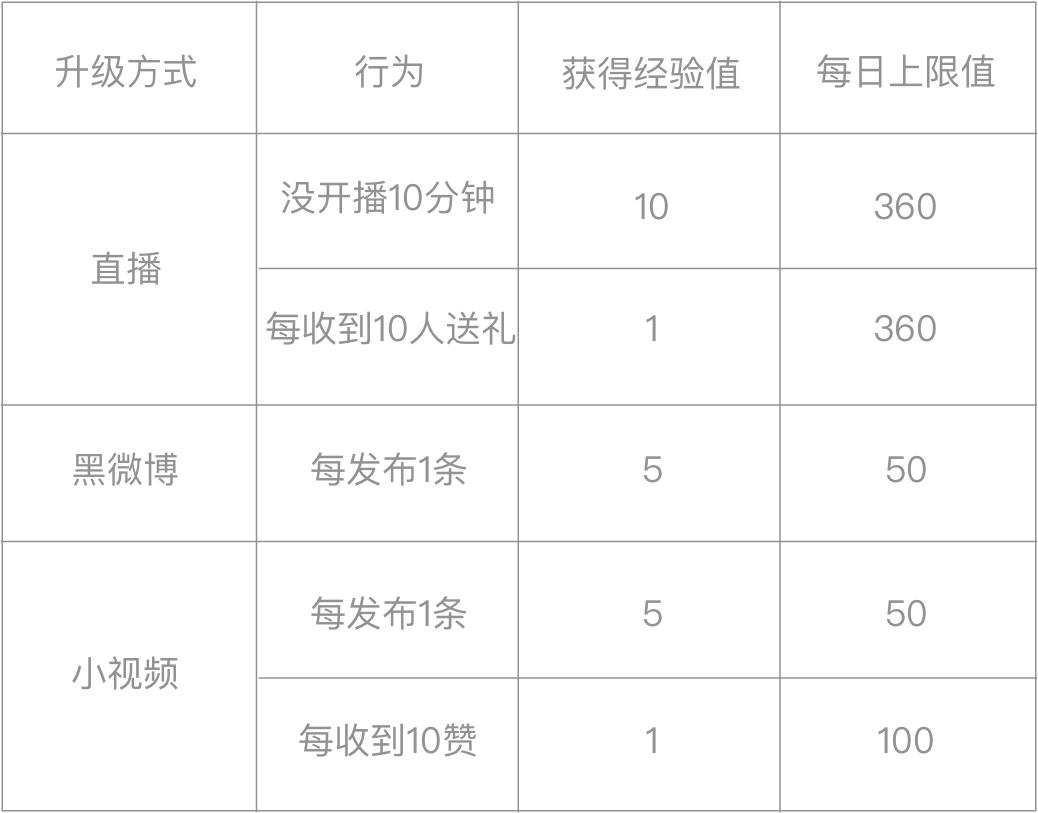 升级方式 行为 获得经验值 每日上限值
直播 没开播10分钟 10 360
每收到10人送礼 1 360
黑微博 每发布1条 5 50
小视频 每发布1条 5 50
每收到10赞 1 100